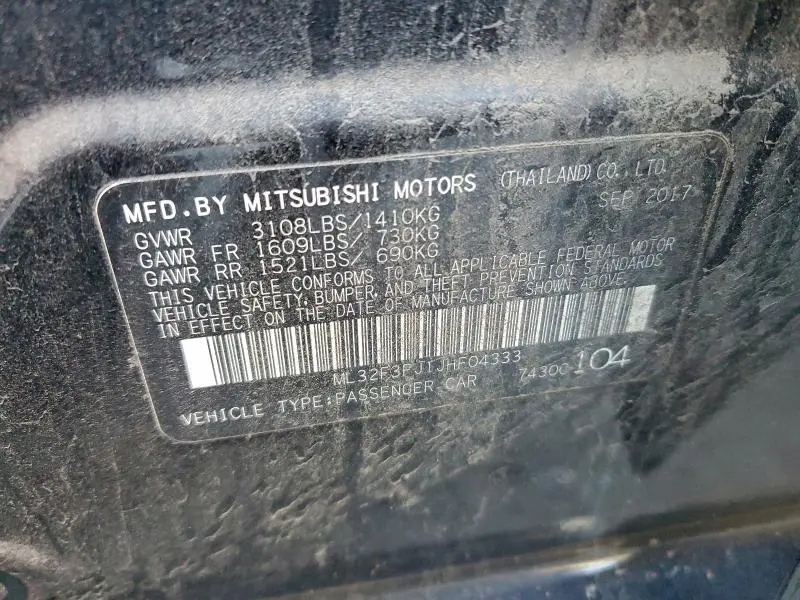 MFD.BY MITSUBISHI MOTORS (THAILAND) CO., LTD.
SEP 2017
GVWR 3108LBS/1410KG
GAWR FR 1609LBS/ 730KG
GAWR RR 1521LBS/ 690KG
THIS VEHICLE CONFORMS TO ALL APPLICABLE FEDERAL MOTOR
VEHICLE SAFETY, BUMPER, AND THEFT PREVENTION STANDARDS
IN EFFECT ON THE DATE OF MANUFACTURE SHOWN ABOVE.
ML32F3FJ1JHF04333
VEHICLE TYPE:PASSENGER CAR 7430C 104